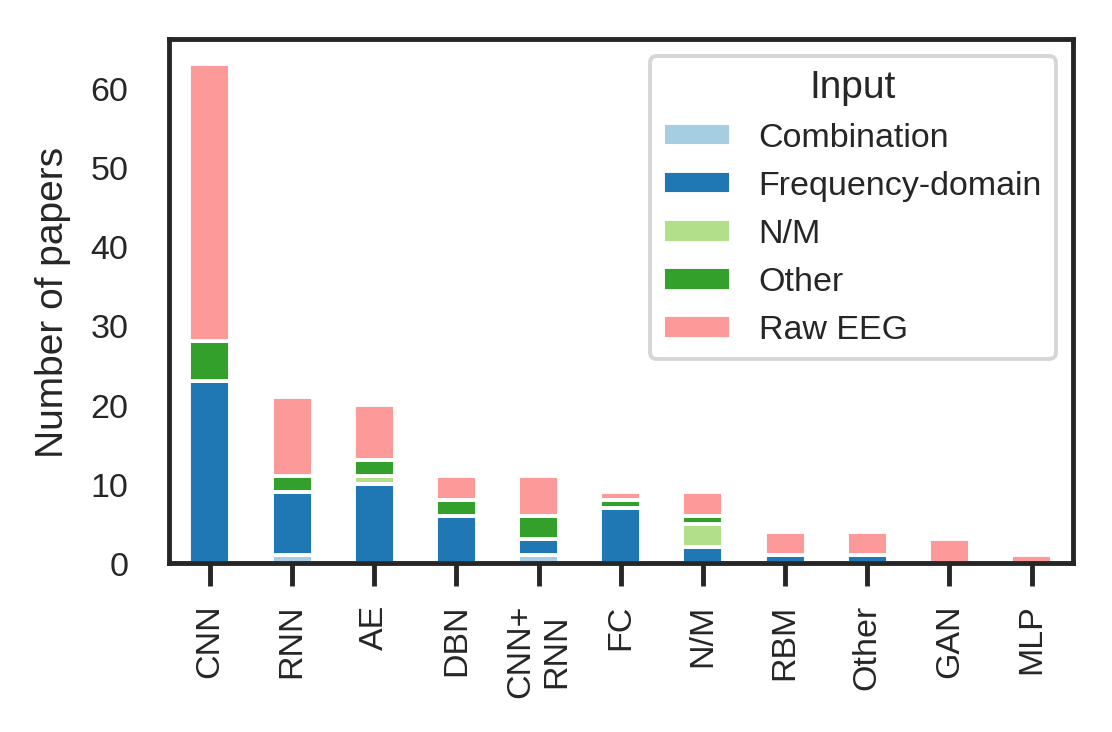 Number of papers
60
50
40
30
20
10
0
Input
Combination
Frequency-domain
N/M
Other
Raw EEG
CNN
RNN
AE
DBN
CNN+
RNN
FC
N/M
RBM
Other
GAN
MLP